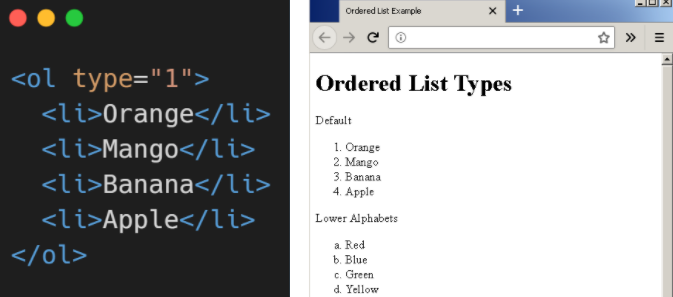 <ol type="1">
<li>Orange</li>
<li>Mango</li>
<li>Banana</li>
<li>Apple</li>
</ol>
Ordered List Example
Ordered List Types
Default
1. Orange
2. Mango
3. Banana
4. Apple
Lower Alphabets
a. Red
b. Blue
c. Green
d. Yellow